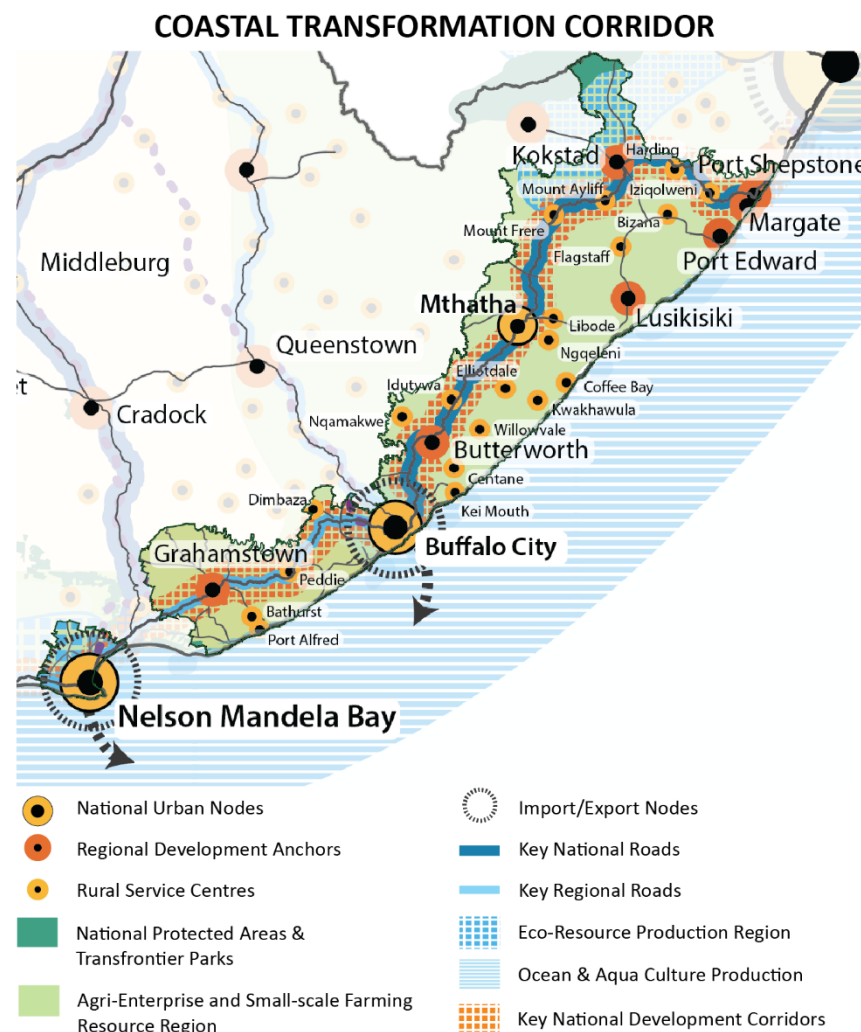 COASTAL TRANSFORMATION CORRIDOR
Kokstad
Harding
Port Shepstone
Mount Ayliff
Iziqolweni
Margate
Mount Frere
Bizana
Port Edward
Flagstaff
Middleburg
Mthatha
Lusikisiki
Libode
Queenstown
Ngqeleni
Elliotdale
Idutywa
Coffee Bay
et
Cradock
Nqamakwe
Kwakhawula
Willowvale
Butterworth
Centane
Dimbaza
Kei Mouth
Buffalo City
Grahamstown
Peddie
Bathurst
Port Alfred
Nelson Mandela Bay
National Urban Nodes
Regional Development Anchors
Rural Service Centres
National Protected Areas &
Transfrontier Parks
Agri-Enterprise and Small-scale Farming
Resource Region
Import/Export Nodes
Key National Roads
Key Regional Roads
Eco-Resource Production Region
Ocean & Aqua Culture Production
Key National Development Corridors